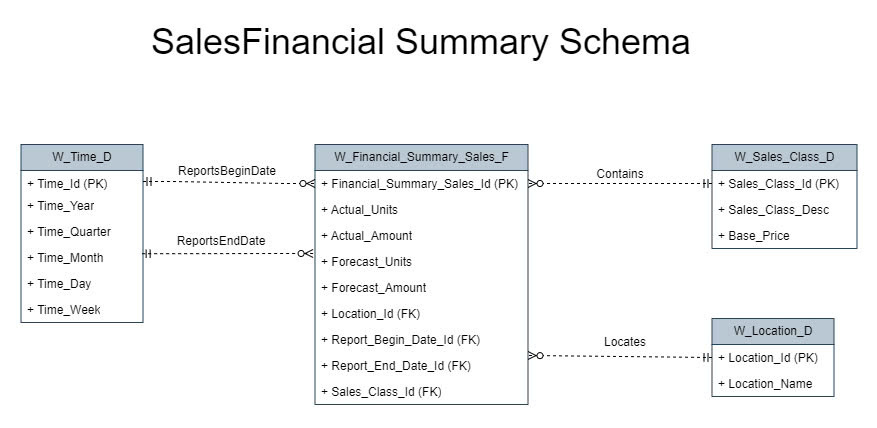 SalesFinancial Summary Schema
W_Time_D
+ Time_Id (PK)
+ Time_Year
+ Time_Quarter
+ Time_Month
+ Time_Day
+ Time_Week
ReportsBeginDate
ReportsEndDate
W_Financial_Summary_Sales_F
+ Financial_Summary_Sales_Id (PK)
+ Actual_Units
+ Actual_Amount
+ Forecast_Units
+ Forecast_Amount
+ Location_Id (FK)
+ Report_Begin_Date_Id (FK)
+ Report_End_Date_Id (FK)
+ Sales_Class_Id (FK)
Contains
Locates
W_Sales_Class_D
+ Sales_Class_Id (PK)
+ Sales_Class_Desc
+ Base_Price
W_Location_D
+ Location_Id (PK)
+ Location_Name